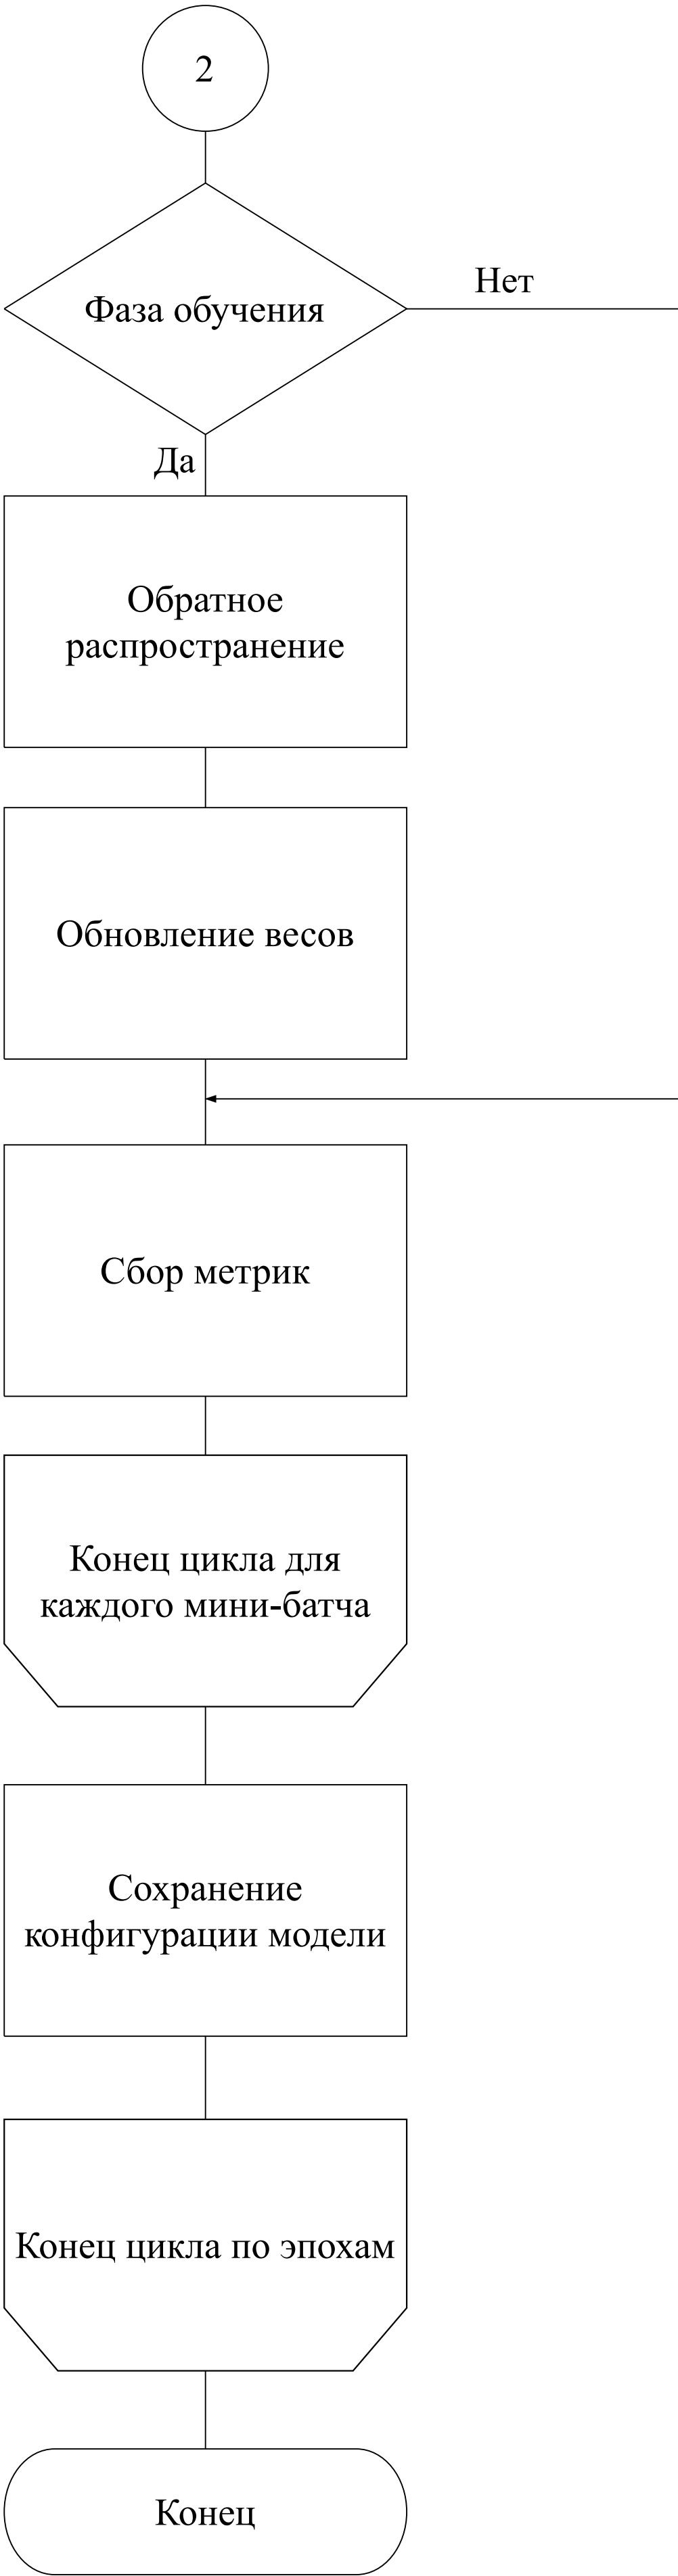 2
Фаза обучения
Нет
Да
Обратное
распространение
Обновление весов
Сбор метрик
Конец цикла для
каждого мини-батча
Сохранение
конфигурации модели
Конец цикла по эпохам
Конец